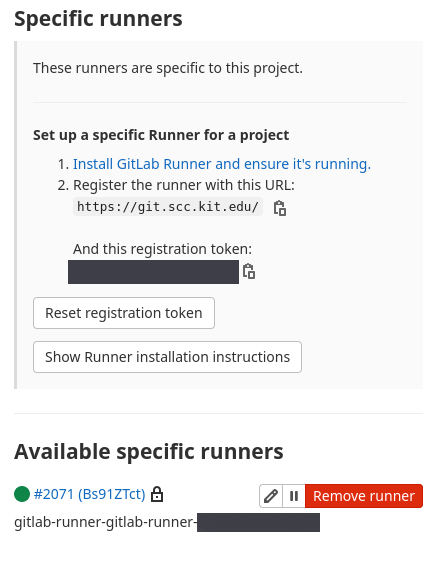 Specific runners
These runners are specific to this project.
Set up a specific Runner for a project
1. Install GitLab Runner and ensure it's running.
2. Register the runner with this URL:
https://git.scc.kit.edu/
And this registration token:
Reset registration token
Show Runner installation instructions
Available specific runners
#2071 (Bs91ZTct) Remove runner
gitlab-runner-gitlab-runner-